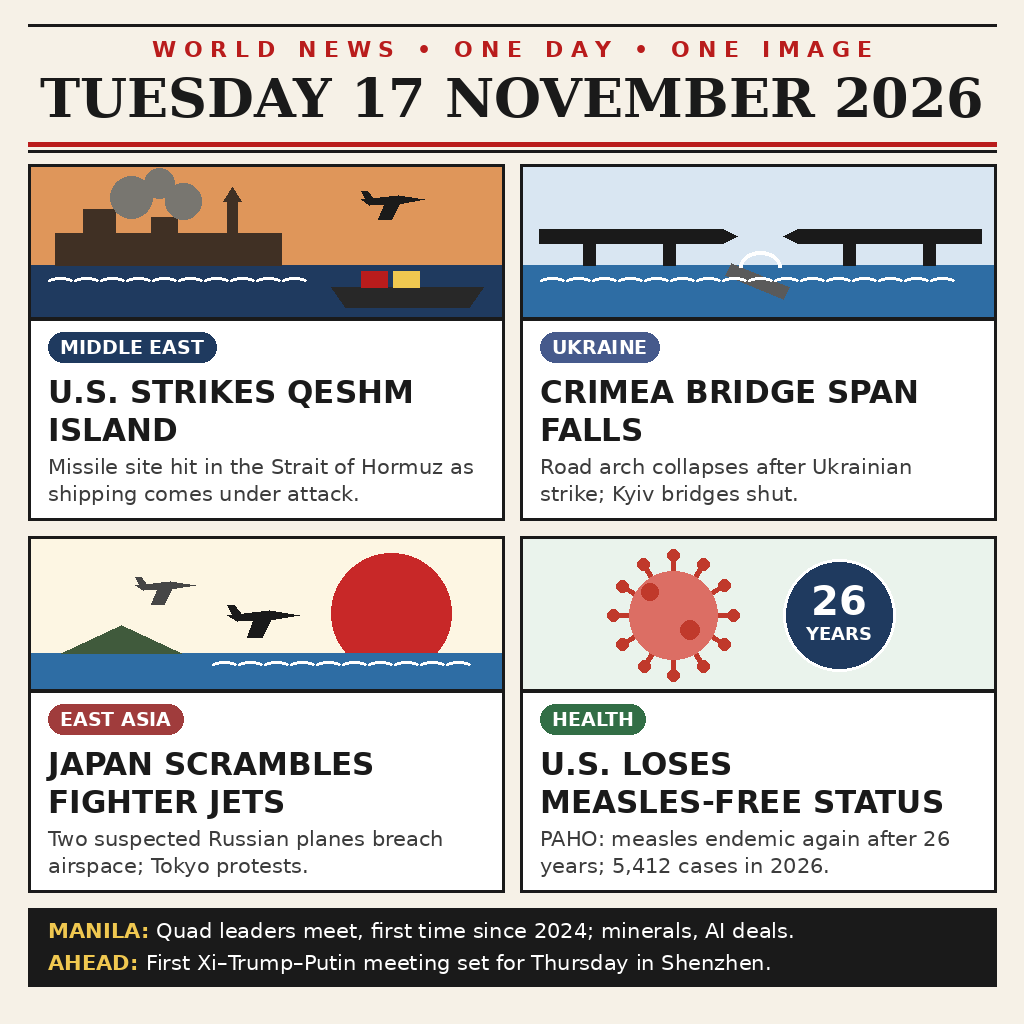 WORLD NEWS • ONE DAY • ONE IMAGE
TUESDAY 17 NOVEMBER 2026
MIDDLE EAST
U.S. STRIKES QESHM
ISLAND
Missile site hit in the Strait of Hormuz as
shipping comes under attack.
UKRAINE
CRIMEA BRIDGE SPAN
FALLS
Road arch collapses after Ukrainian
strike; Kyiv bridges shut.
EAST ASIA
JAPAN SCRAMBLES
FIGHTER JETS
Two suspected Russian planes breach
airspace; Tokyo protests.
26
YEARS
HEALTH
U.S. LOSES
MEASLES-FREE STATUS
PAHO: measles endemic again after 26
years; 5,412 cases in 2026.
MANILA: Quad leaders meet, first time since 2024; minerals, AI deals.
AHEAD: First Xi–Trump–Putin meeting set for Thursday in Shenzhen.